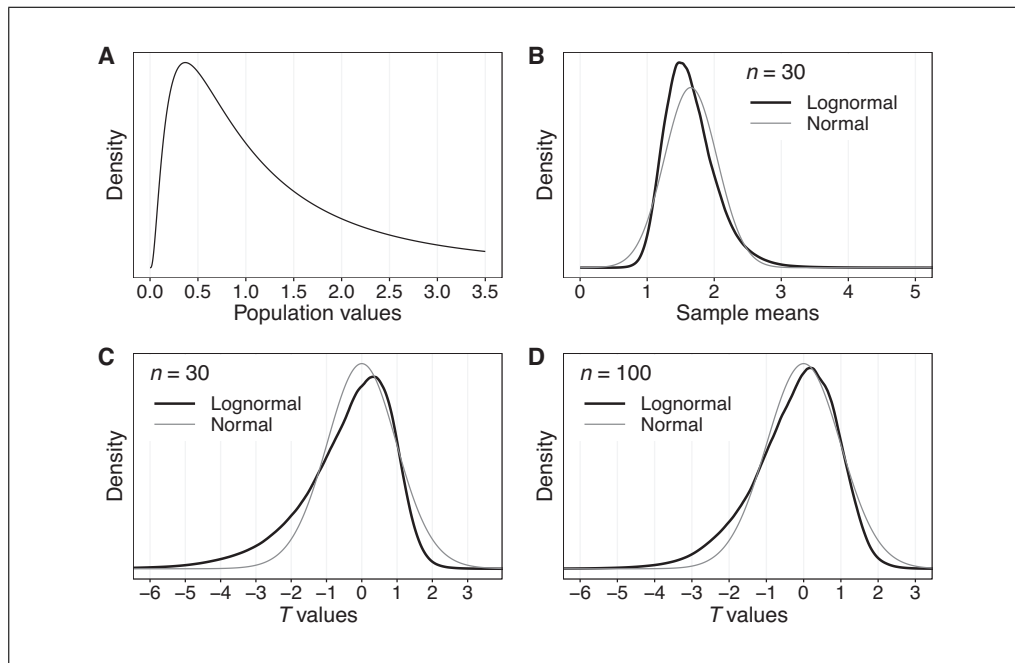 A
Density
0.0 0.5 1.0 1.5 2.0 2.5 3.0 3.5
Population values
B
n = 30
Lognormal
Normal
Density
0 1 2 3 4 5
Sample means
C
n = 30
Lognormal
Normal
Density
−6 −5 −4 −3 −2 −1 0 1 2 3
T values
D
n = 100
Lognormal
Normal
Density
−6 −5 −4 −3 −2 −1 0 1 2 3
T values